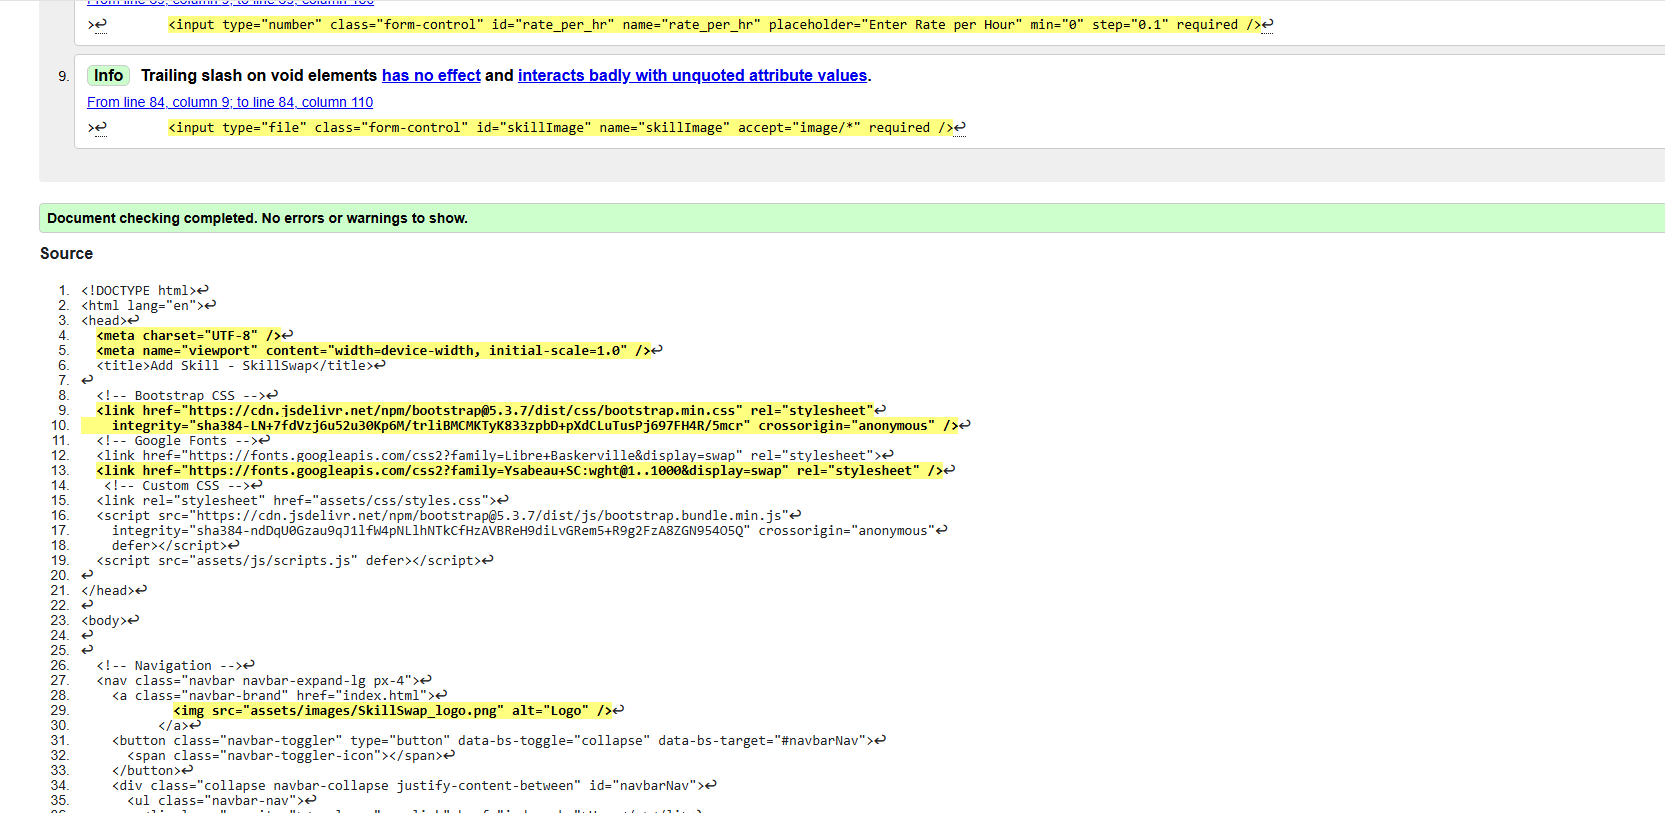 ><input type="number" class="form-control" id="rate_per_hr" name="rate_per_hr" placeholder="Enter Rate per Hour" min="0" step="0.1" required />↩
9. Info Trailing slash on void elements has no effect and interacts badly with unquoted attribute values.
From line 84, column 9; to line 84, column 110
>↩ <input type="file" class="form-control" id="skillImage" name="skillImage" accept="image/*" required />↩
Document checking completed. No errors or warnings to show.
Source
1. <!DOCTYPE html>↩
2. <html lang="en">↩
3. <head>↩
4. <meta charset="UTF-8" />↩
5. <meta name="viewport" content="width=device-width, initial-scale=1.0" />↩
6. <title>Add Skill - SkillSwap</title>↩
7. ↩
8. <!-- Bootstrap CSS -->↩
9. <link href="https://cdn.jsdelivr.net/npm/bootstrap@5.3.7/dist/css/bootstrap.min.css" rel="stylesheet"↩
10. integrity="sha384-LN+7fdVzj6u52u30Kp6M/trliBMCMKTyK833zpbD+pXdCLuTusPj697FH4R/5mcr" crossorigin="anonymous" />↩
11. <!-- Google Fonts -->↩
12. <link href="https://fonts.googleapis.com/css2?family=Libre+Baskerville&display=swap" rel="stylesheet">↩
13. <link href="https://fonts.googleapis.com/css2?family=Ysabeau+SC:wght@1..1000&display=swap" rel="stylesheet" />↩
14. <!-- Custom CSS -->↩
15. <link rel="stylesheet" href="assets/css/styles.css">↩
16. <script src="https://cdn.jsdelivr.net/npm/bootstrap@5.3.7/dist/js/bootstrap.bundle.min.js"↩
17. integrity="sha384-ndDqU0Gzau9qJ1lfW4pNLlhNTkCfHzAVBReH9diLvGRem5+R9g2FzA8ZGN954O5Q" crossorigin="anonymous"↩
18. defer></script>↩
19. <script src="assets/js/scripts.js" defer></script>↩
20. ↩
21. </head>↩
22. ↩
23. <body>↩
24. ↩
25. ↩
26. <!-- Navigation -->↩
27. <nav class="navbar navbar-expand-lg px-4">↩
28. <a class="navbar-brand" href="index.html">↩
29. <img src="assets/images/SkillSwap_logo.png" alt="Logo" />↩
30. </a>↩
31. <button class="navbar-toggler" type="button" data-bs-toggle="collapse" data-bs-target="#navbarNav">↩
32. <span class="navbar-toggler-icon"></span>↩
33. </button>↩
34. <div class="collapse navbar-collapse justify-content-between" id="navbarNav">↩
35. <ul class="navbar-nav">↩